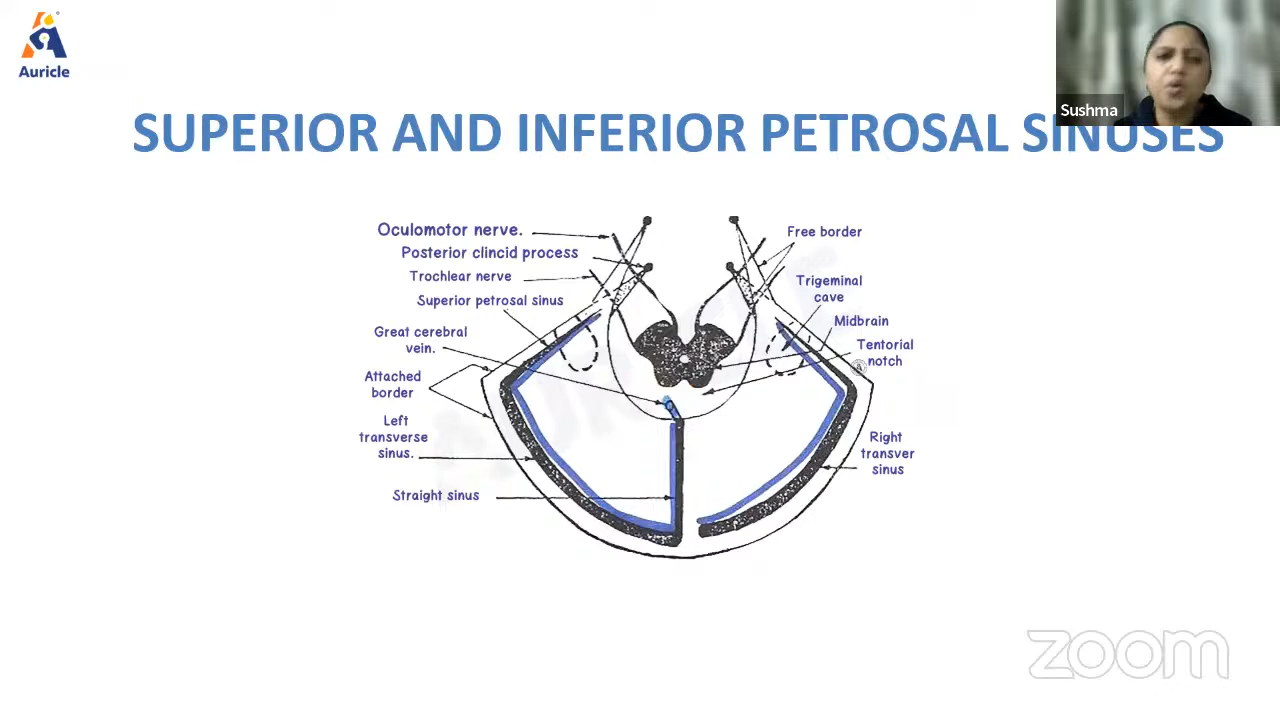 Auricle
Sushma
SUPERIOR AND INFERIOR PETROSAL SINUSES
Oculomotor nerve.
Posterior clincid process
Trochlear nerve
Superior petrosal sinus
Great cerebral
vein.
Attached
border
Left
transverse
sinus.
Straight sinus
Free border
Trigeminal
cave
Midbrain
Tentorial
notch
Right
transver
sinus
zoom